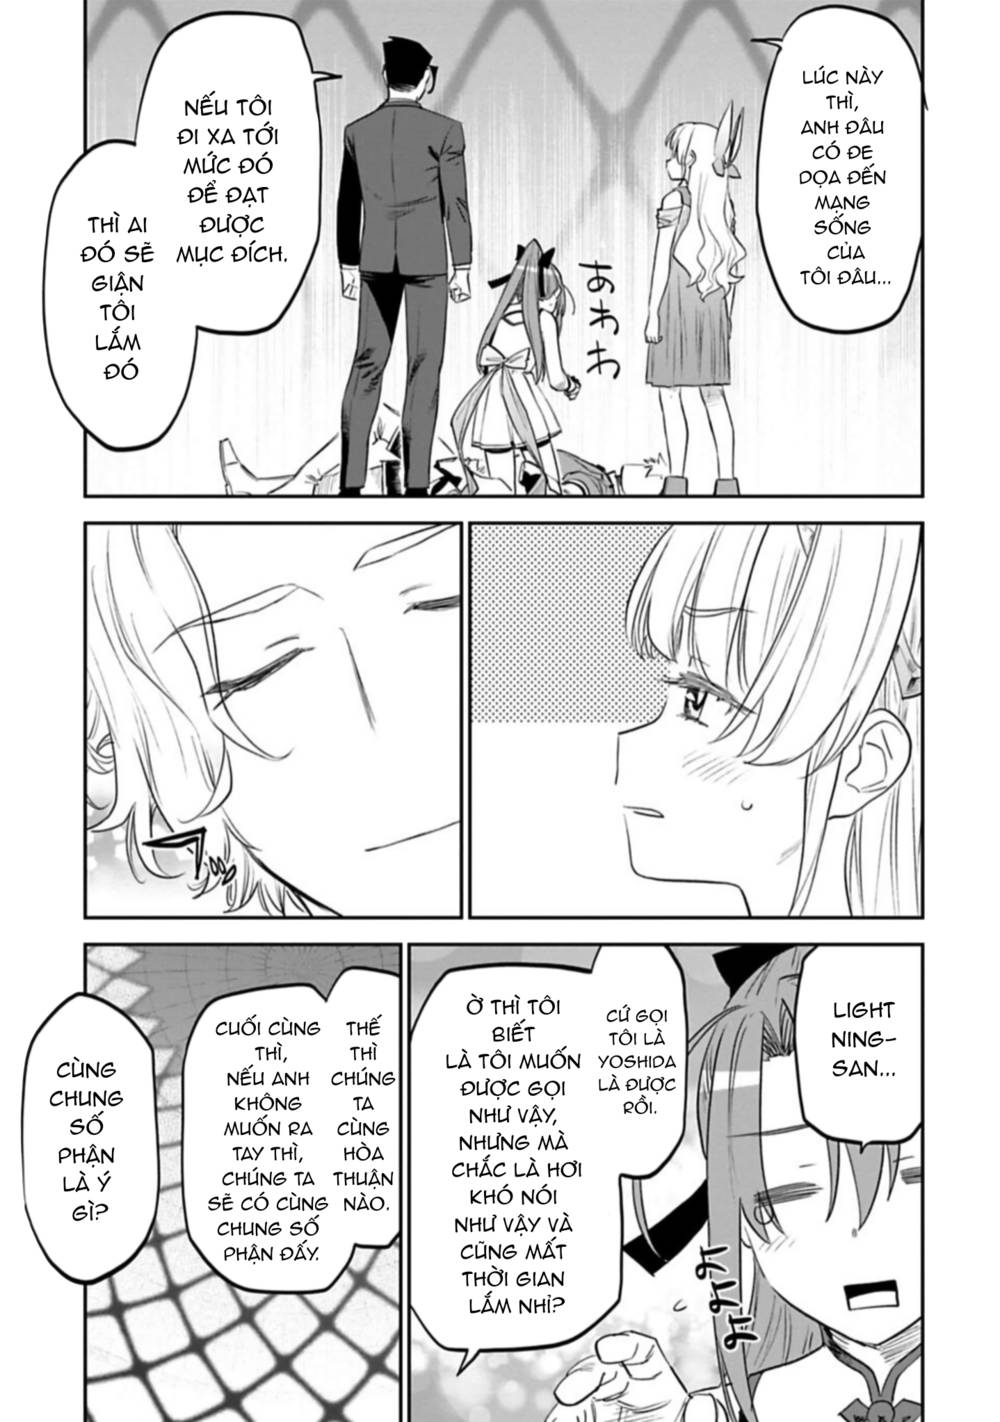 LÚC NÀY
THÌ,
ANH ĐÂU
CÓ ĐE
DỌA ĐẾN
MẠNG
SỐNG
CỦA
TÔI ĐÂU...
あわわ
NẾU TÔI
ĐI XA TỚI
MỨC ĐÓ
ĐỂ ĐẠT
ĐƯỢC
MỤC ĐÍCH.
THÌ AI
ĐÓ SẼ
GIẬN
TÔI
LẮM
ĐÓ
LIGHT
NING-
SAN...
CỨ GỌI
TÔI LÀ
YOSHIDA
LÀ ĐƯỢC
RỒI.
Ờ THÌ TÔI
BIẾT
LÀ TÔI MUỐN
ĐƯỢC GỌI
NHƯ VẬY,
NHƯNG MÀ
CHẮC LÀ HƠI
KHÓ NÓI
NHƯ VẬY VÀ
CŨNG MẤT
THỜI GIAN
LẮM NHỈ?
よよよ
THẾ
THÌ
CHÚNG
TA
CÙNG
HÒA
THUẬN
NÀO.
CUỐI CÙNG
THÌ,
NẾU ANH
KHÔNG
MUỐN RA
TAY THÌ,
CHÚNG TA
SẼ CÓ CÙNG
CHUNG SỐ
PHẬN ĐẤY.
CÙNG
CHUNG
SỐ
PHẬN
LÀ Ý
GÌ?